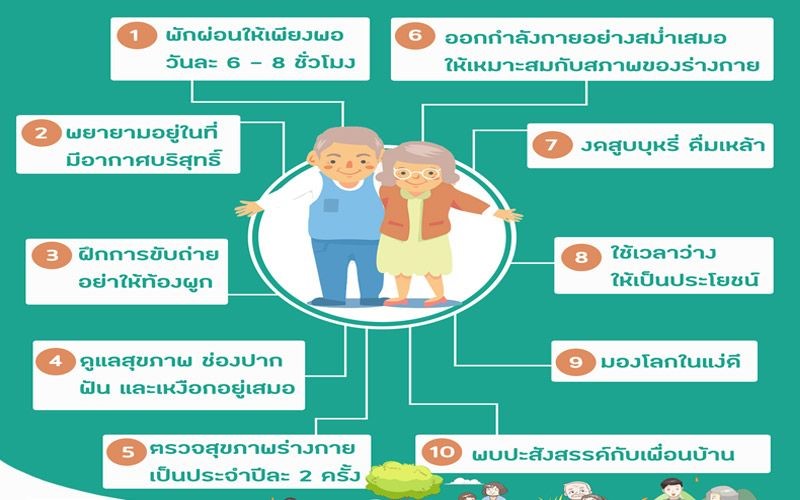 1 พักผ่อนให้เพียงพอ
วันละ 6 - 8 ชั่วโมง
2 พยายามอยู่ในที่
มีอากาศบริสุทธิ์
3 ฝึกการขับถ่าย
อย่าให้ท้องผูก
4 ดูแลสุขภาพ ช่องปาก
ฟัน และเหงือกอยู่เสมอ
5 ตรวจสุขภาพร่างกาย
เป็นประจำปีละ 2 ครั้ง
6 ออกกำลังกายอย่างสม่ำเสมอ
ให้เหมาะสมกับสภาพของร่างกาย
7 งดสูบบุหรี่ ดื่มเหล้า
8 ใช้เวลาว่าง
ให้เป็นประโยชน์
9 มองโลกในแง่ดี
10 พบปะสังสรรค์กับเพื่อนบ้าน